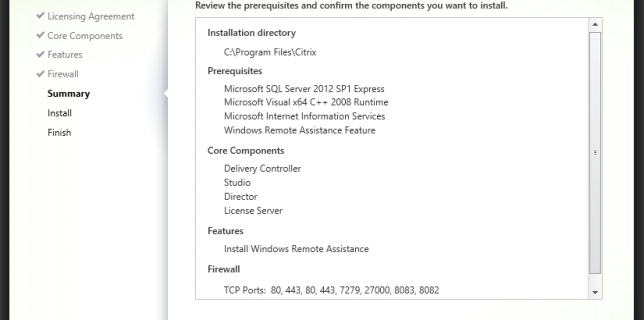 Review the prerequisites and confirm the components you want to install.
Licensing Agreement
Core Components
Features
Firewall
Summary
Install
Finish
Installation directory
C:\Program Files\Citrix
Prerequisites
Microsoft SQL Server 2012 SP1 Express
Microsoft Visual x64 C++ 2008 Runtime
Microsoft Internet Information Services
Windows Remote Assistance Feature
Core Components
Delivery Controller
Studio
Director
License Server
Features
Install Windows Remote Assistance
Firewall
TCP Ports: 80, 443, 80, 443, 7279, 27000, 8083, 8082